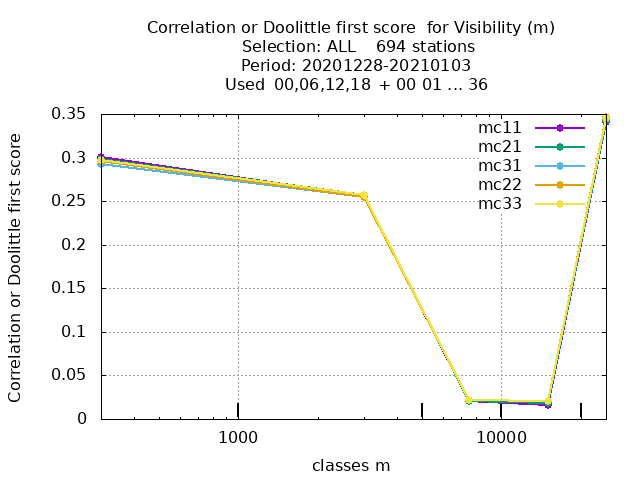 Correlation or Doolittle first score  for Visibility (m)
Selection: ALL    694 stations
Period: 20201228-20210103
Used  00,06,12,18  + 00 01 ... 36
Correlation or Doolittle first score
0.35
0.3
0.25
0.2
0.15
0.1
0.05
0
mc11
mc21
mc31
mc22
mc33
1000
10000
classes m